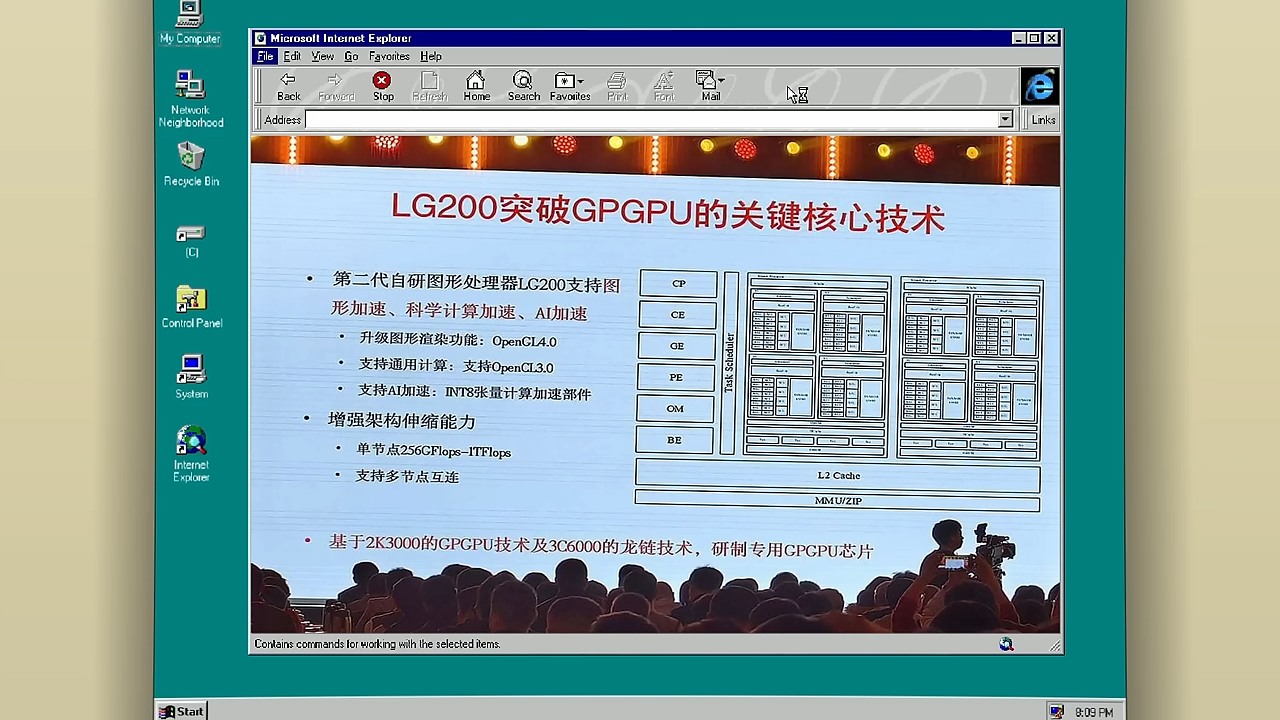 My Computer
Network
Neighborhood
Recycle Bin
(C)
Control Panel
System
Internet
Explorer
Microsoft Internet Explorer
File Edit View Go Favorites Help
Back Forward Stop Refresh Home Search Favorites Print Font Mail
Address
Links
LG200突破GPGPU的关键核心技术
• 第二代自研图形处理器LG200支持图
形加速、科学计算加速、AI加速
• 升级图形渲染功能：OpenGL4.0
• 支持通用计算：支持OpenCL3.0
• 支持AI加速：INT8张量计算加速部件
• 增强架构伸缩能力
• 单节点256GFlops-1TFlops
• 支持多节点互连
• 基于2K3000的GPGPU技术及3C6000的龙链技术，研制专用GPGPU芯片
CP
CE
GE
PE
OM
BE
Task Scheduler
L2 Cache
MMU/ZIP
Contains commands for working with the selected items.
Start
8:09 PM